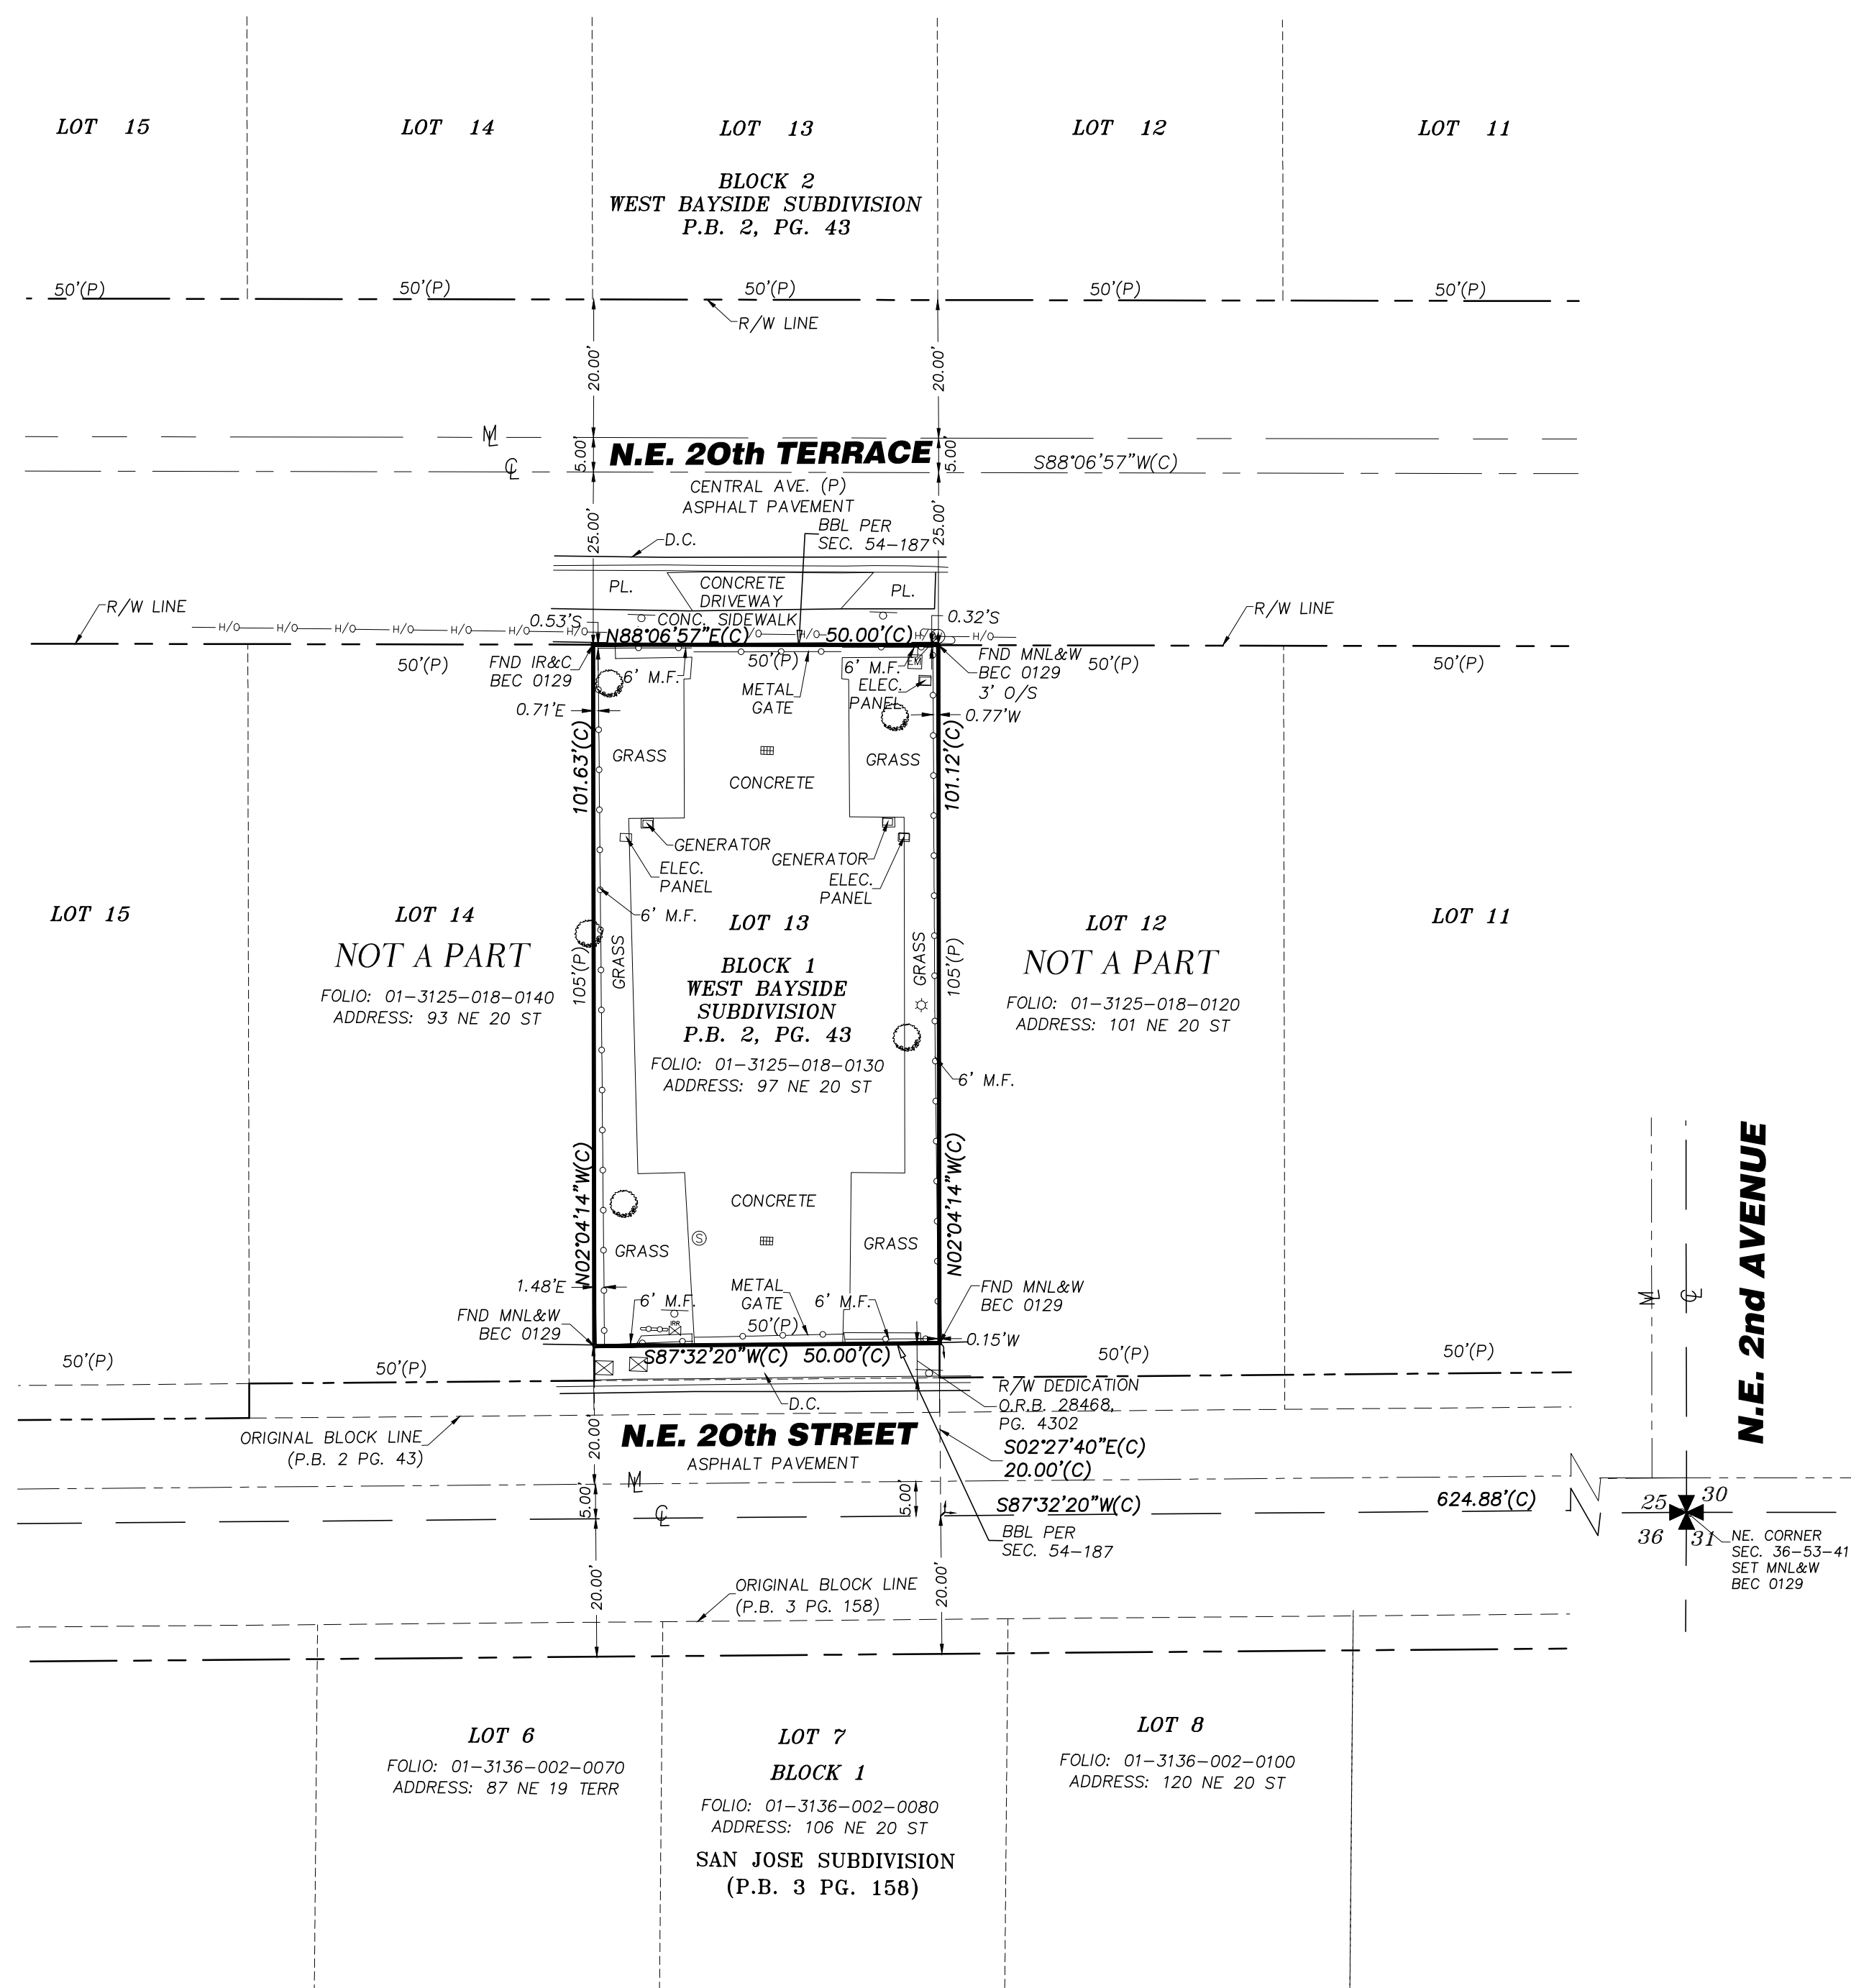 LOT 15
LOT 14
LOT 13
LOT 12
LOT 11
BLOCK 2
WEST BAYSIDE SUBDIVISION
P.B. 2, PG. 43
50'(P)
50'(P)
50'(P)
50'(P)
50'(P)
R/W LINE
20.00'
20.00'
M
L
5.00'
N.E. 20th TERRACE
5.00'
C
L
S88°06'57"W(C)
CENTRAL AVE. (P)
ASPHALT PAVEMENT
25.00'
25.00'
BBL PER
SEC. 54-187
D.C.
PL.
CONCRETE
DRIVEWAY
PL.
R/W LINE
R/W LINE
0.53'S
CONC. SIDEWALK
0.32'S
H/O
H/O
H/O
H/O
H/O
H/O
H/O
N88°06'57"E(C)
H/O
50.00'(C)
H/O
50'(P)
FND IR&C
BEC 0129
6' M.F.
50'(P)
6' M.F.
EM
FND MNL&W
BEC 0129
3' O/S
50'(P)
50'(P)
METAL
GATE
ELEC.
PANEL
0.71'E
0.77'W
101.63'(C)
101.12'(C)
GRASS
GRASS
CONCRETE
GENERATOR
GENERATOR
ELEC.
PANEL
ELEC.
PANEL
6' M.F.
LOT 15
LOT 14
NOT A PART
FOLIO: 01-3125-018-0140
ADDRESS: 93 NE 20 ST
105'(P)
GRASS
LOT 13
BLOCK 1
WEST BAYSIDE
SUBDIVISION
P.B. 2, PG. 43
FOLIO: 01-3125-018-0130
ADDRESS: 97 NE 20 ST
GRASS
105'(P)
LOT 12
NOT A PART
FOLIO: 01-3125-018-0120
ADDRESS: 101 NE 20 ST
LOT 11
6' M.F.
N02°04'14"W(C)
N02°04'14"W(C)
CONCRETE
S
GRASS
GRASS
1.48'E
METAL
GATE
6' M.F.
6' M.F.
IRR
FND MNL&W
BEC 0129
FND MNL&W
BEC 0129
50'(P)
0.15'W
50'(P)
50'(P)
S87°32'20"W(C) 50.00'(C)
50'(P)
50'(P)
D.C.
R/W DEDICATION
O.R.B. 28468,
PG. 4302
ORIGINAL BLOCK LINE
(P.B. 2 PG. 43)
20.00'
N.E. 20th STREET
ASPHALT PAVEMENT
S02°27'40"E(C)
20.00'(C)
M
L
5.00'
5.00'
C
L
S87°32'20"W(C)
624.88'(C)
BBL PER
SEC. 54-187
N.E. 2nd AVENUE
M
L
C
L
25
30
36
31
NE. CORNER
SEC. 36-53-41
SET MNL&W
BEC 0129
20.00'
20.00'
ORIGINAL BLOCK LINE
(P.B. 3 PG. 158)
LOT 6
FOLIO: 01-3136-002-0070
ADDRESS: 87 NE 19 TERR
LOT 7
BLOCK 1
FOLIO: 01-3136-002-0080
ADDRESS: 106 NE 20 ST
SAN JOSE SUBDIVISION
(P.B. 3 PG. 158)
LOT 8
FOLIO: 01-3136-002-0100
ADDRESS: 120 NE 20 ST